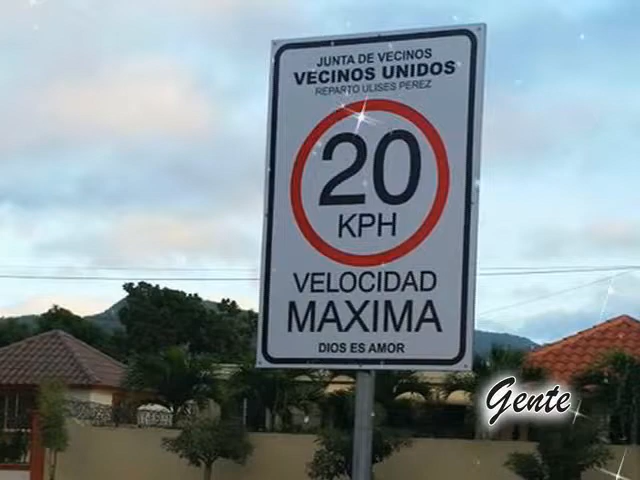 JUNTA DE VECINOS
VECINOS UNIDOS
REPARTO ULISES PEREZ
20
KPH
VELOCIDAD
MAXIMA
DIOS ES AMOR
Gente